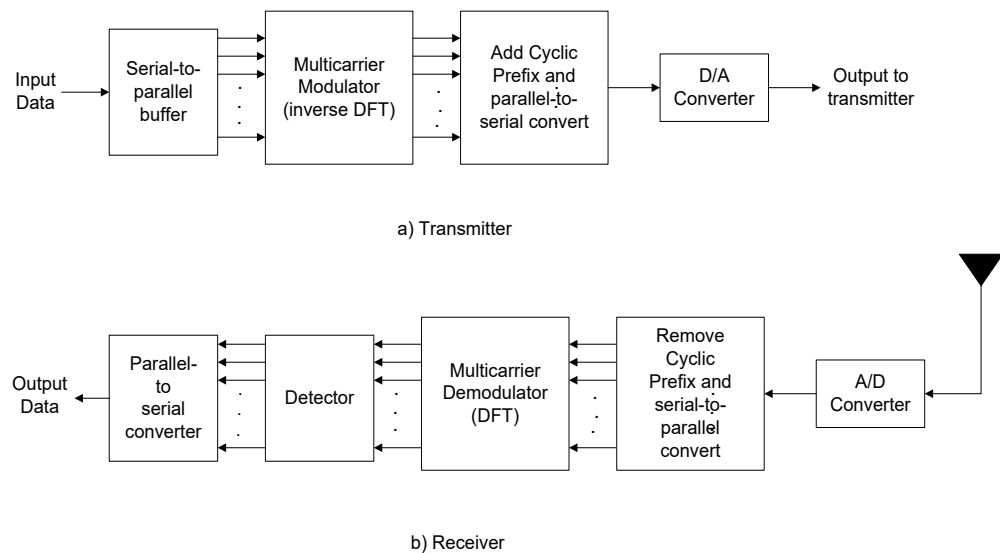 Input
Data
Serial-to-
parallel
buffer
Multicarrier
Modulator
(inverse DFT)
Add Cyclic
Prefix and
parallel-to-
serial convert
D/A
Converter
Output to
transmitter
a) Transmitter
Output
Data
Parallel-
to
serial
converter
Detector
Multicarrier
Demodulator
(DFT)
Remove
Cyclic
Prefix and
serial-to-
parallel
convert
A/D
Converter
b) Receiver